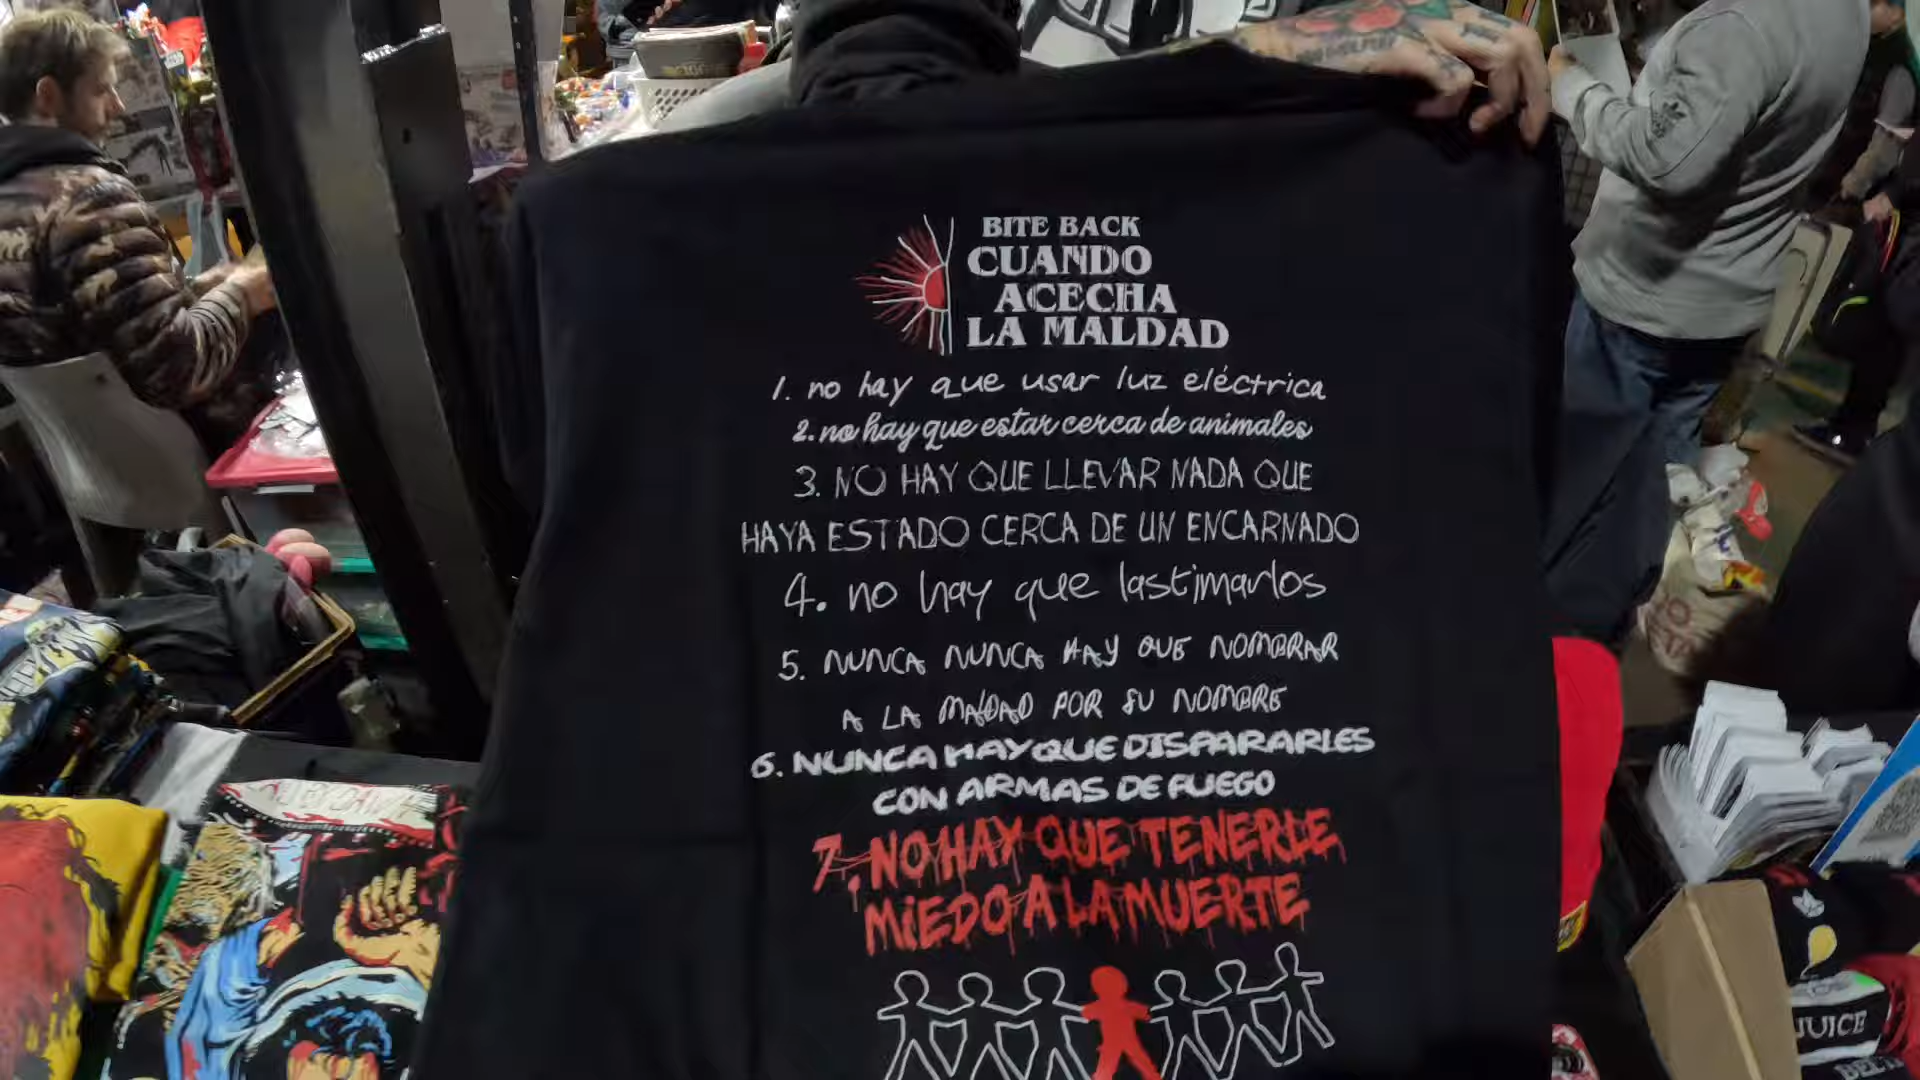 BITE BACK
CUANDO
ACECHA
LA MALDAD
1. no hay que usar luz eléctrica
2. no hay que estar cerca de animales
3. NO HAY QUE LLEVAR NADA QUE
HAYA ESTADO CERCA DE UN ENCARNADO
4. no hay que lastimarlos
5. NUNCA NUNCA HAY QUE NOMBRAR
A LA MALDAD POR SU NOMBRE
6. NUNCA HAY QUE DISPARARLES
CON ARMAS DE FUEGO
7. NO HAY QUE TENERLE
MIEDO A LA MUERTE
JUICE